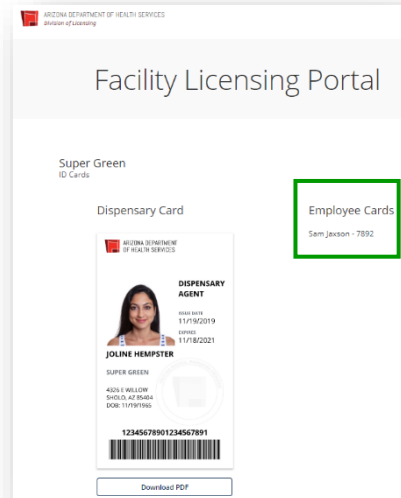 ARIZONA DEPARTMENT OF HEALTH SERVICES
Division of Licensing
Facility Licensing Portal
Super Green
ID Cards
Dispensary Card
Employee Cards
Sam Jaxson - 7892
ARIZONA DEPARTMENT
OF HEALTH SERVICES
DISPENSARY
AGENT
ISSUE DATE
11/19/2019
EXPIRES
11/18/2021
JOLINE HEMPSTER
SUPER GREEN
4326 E WILLOW
SHOLO, AZ 85404
DOB: 11/19/1965
12345678901234567891
Download PDF